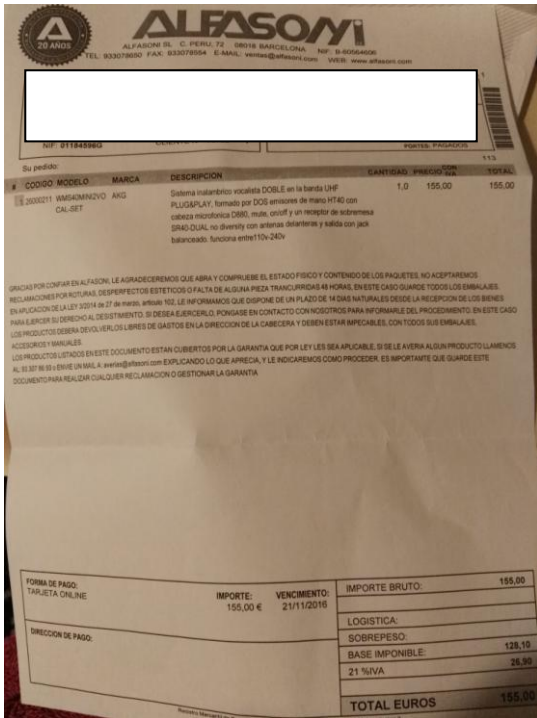 20 AÑOS
ALFASONI
ALFASONI SL C. PERU, 72 08018 BARCELONA NIF: B-60564606
TEL: 933078650 FAX: 933078554 E-MAIL: ventas@alfasoni.com WEB: www.alfasoni.com
NIF: 01184596G
PORTES: PAGADOS
113
Su pedido:
# CODIGO MODELO MARCA DESCRIPCION CANTIDAD PRECIO CON IVA TOTAL
1 26000211 WMS40MINI2VO AKG Sistema inalambrico vocalista DOBLE en la banda UHF 1,0 155,00 155,00
CAL-SET PLUG&PLAY, formado por DOS emisores de mano HT40 con
cabeza microfonica D880, mute, on/off y un receptor de sobremesa
SR40-DUAL no diversity con antenas delanteras y salida con jack
balanceado. funciona entre110v-240v
GRACIAS POR CONFIAR EN ALFASONI, LE AGRADECEREMOS QUE ABRA Y COMPRUEBE EL ESTADO FISICO Y CONTENIDO DE LOS PAQUETES, NO ACEPTAREMOS
RECLAMACIONES POR ROTURAS, DESPERFECTOS ESTETICOS O FALTA DE ALGUNA PIEZA TRANCURRIDAS 48 HORAS, EN ESTE CASO GUARDE TODOS LOS EMBALAJES.
EN APLICACION DE LA LEY 3/2014 de 27 de marzo, articulo 102, LE INFORMAMOS QUE DISPONE DE UN PLAZO DE 14 DIAS NATURALES DESDE LA RECEPCION DE LOS BIENES
PARA EJERCER SU DERECHO AL DESISTIMIENTO. SI DESEA EJERCERLO, PONGASE EN CONTACTO CON NOSOTROS PARA INFORMARLE DEL PROCEDIMIENTO. EN ESTE CASO
LOS PRODUCTOS DEBERA DEVOLVERLOS LIBRES DE GASTOS EN LA DIRECCION DE LA CABECERA Y DEBEN ESTAR IMPECABLES, CON TODOS SUS EMBALAJES,
ACCESORIOS Y MANUALES.
LOS PRODUCTOS LISTADOS EN ESTE DOCUMENTO ESTAN CUBIERTOS POR LA GARANTIA QUE POR LEY LES SEA APLICABLE. SI SE LE AVERIA ALGUN PRODUCTO LLAMENOS
AL: 93 307 86 50 o ENVIE UN MAIL A: averias@alfasoni.com EXPLICANDO LO QUE APRECIA, Y LE INDICAREMOS COMO PROCEDER. ES IMPORTAMTE QUE GUARDE ESTE
DOCUMENTO PARA REALIZAR CUALQUIER RECLAMACION O GESTIONAR LA GARANTIA
FORMA DE PAGO: IMPORTE: VENCIMIENTO:
TARJETA ONLINE 155,00 € 21/11/2016
DIRECCION DE PAGO:
IMPORTE BRUTO: 155,00
LOGISTICA:
SOBREPESO:
BASE IMPONIBLE: 128,10
21 %IVA 26,90
TOTAL EUROS 155,00